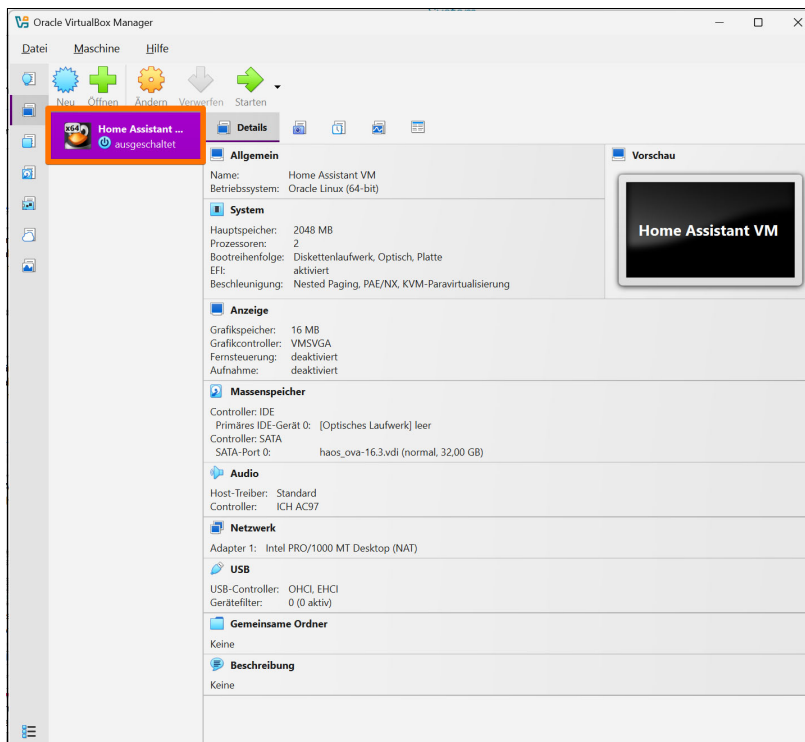 Oracle VirtualBox Manager
Datei Maschine Hilfe
Neu Öffnen Ändern Verwerfen Starten
x64 Home Assistant ...
ausgeschaltet
Details
Allgemein
Name: Home Assistant VM
Betriebssystem: Oracle Linux (64-bit)
Vorschau
Home Assistant VM
System
Hauptspeicher: 2048 MB
Prozessoren: 2
Bootreihenfolge: Diskettenlaufwerk, Optisch, Platte
EFI: aktiviert
Beschleunigung: Nested Paging, PAE/NX, KVM-Paravirtualisierung
Anzeige
Grafikspeicher: 16 MB
Grafikcontroller: VMSVGA
Fernsteuerung: deaktiviert
Aufnahme: deaktiviert
Massenspeicher
Controller: IDE
Primäres IDE-Gerät 0: [Optisches Laufwerk] leer
Controller: SATA
SATA-Port 0: haos_ova-16.3.vdi (normal, 32,00 GB)
Audio
Host-Treiber: Standard
Controller: ICH AC97
Netzwerk
Adapter 1: Intel PRO/1000 MT Desktop (NAT)
USB
USB-Controller: OHCI, EHCI
Gerätefilter: 0 (0 aktiv)
Gemeinsame Ordner
Keine
Beschreibung
Keine